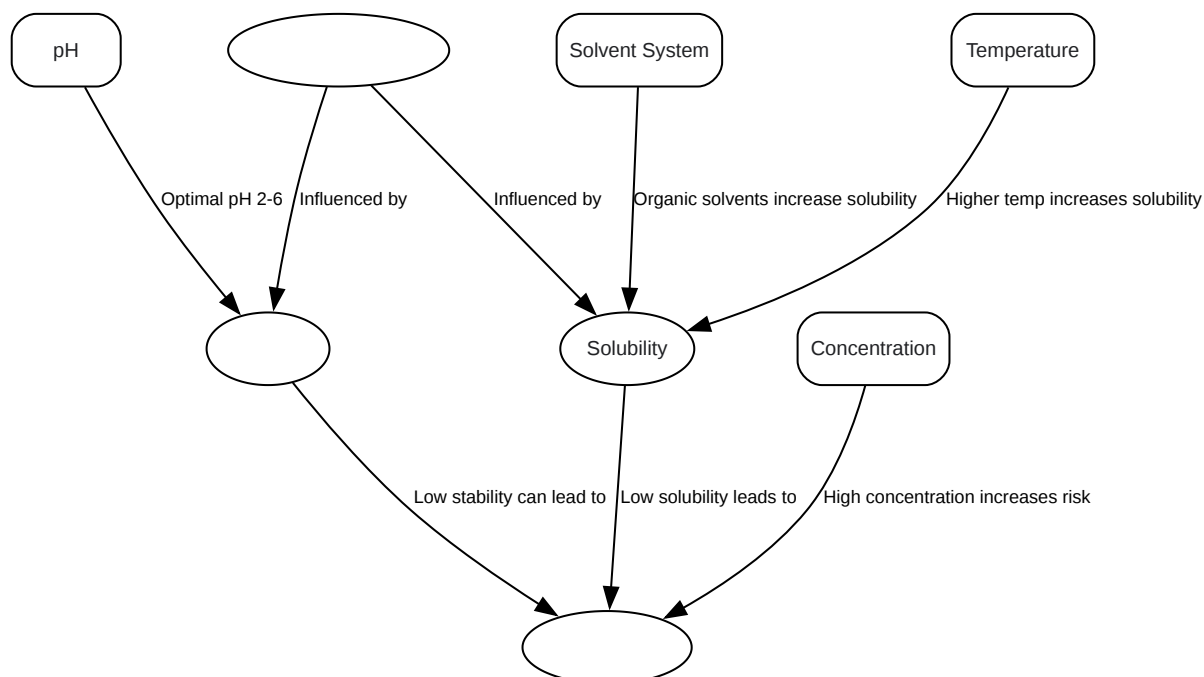 pH
Solvent System
Temperature
Optimal pH 2-6
Influenced by
Influenced by
Organic solvents increase solubility
Higher temp increases solubility
Solubility
Concentration
Low stability can lead to
Low solubility leads to
High concentration increases risk